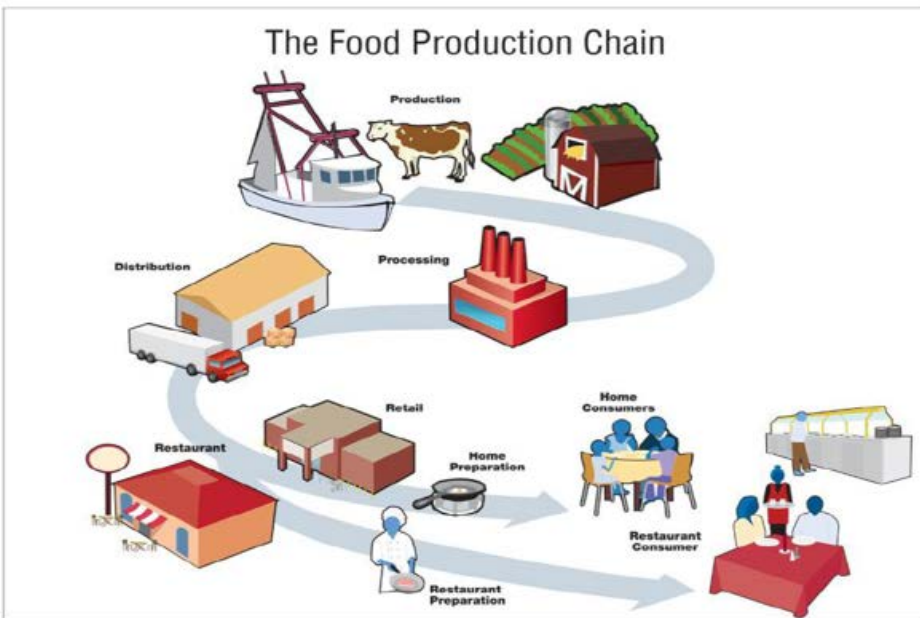 The Food Production Chain
Production
Processing
Distribution
Retail
Restaurant
Home
Preparation
Home
Consumers
Restaurant
Preparation
Restaurant
Consumer